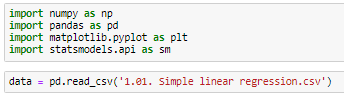 import numpy as np
import pandas as pd
import matplotlib.pyplot as plt
import statsmodels.api as sm
data = pd.read_csv('1.01. Simple linear regression.csv')